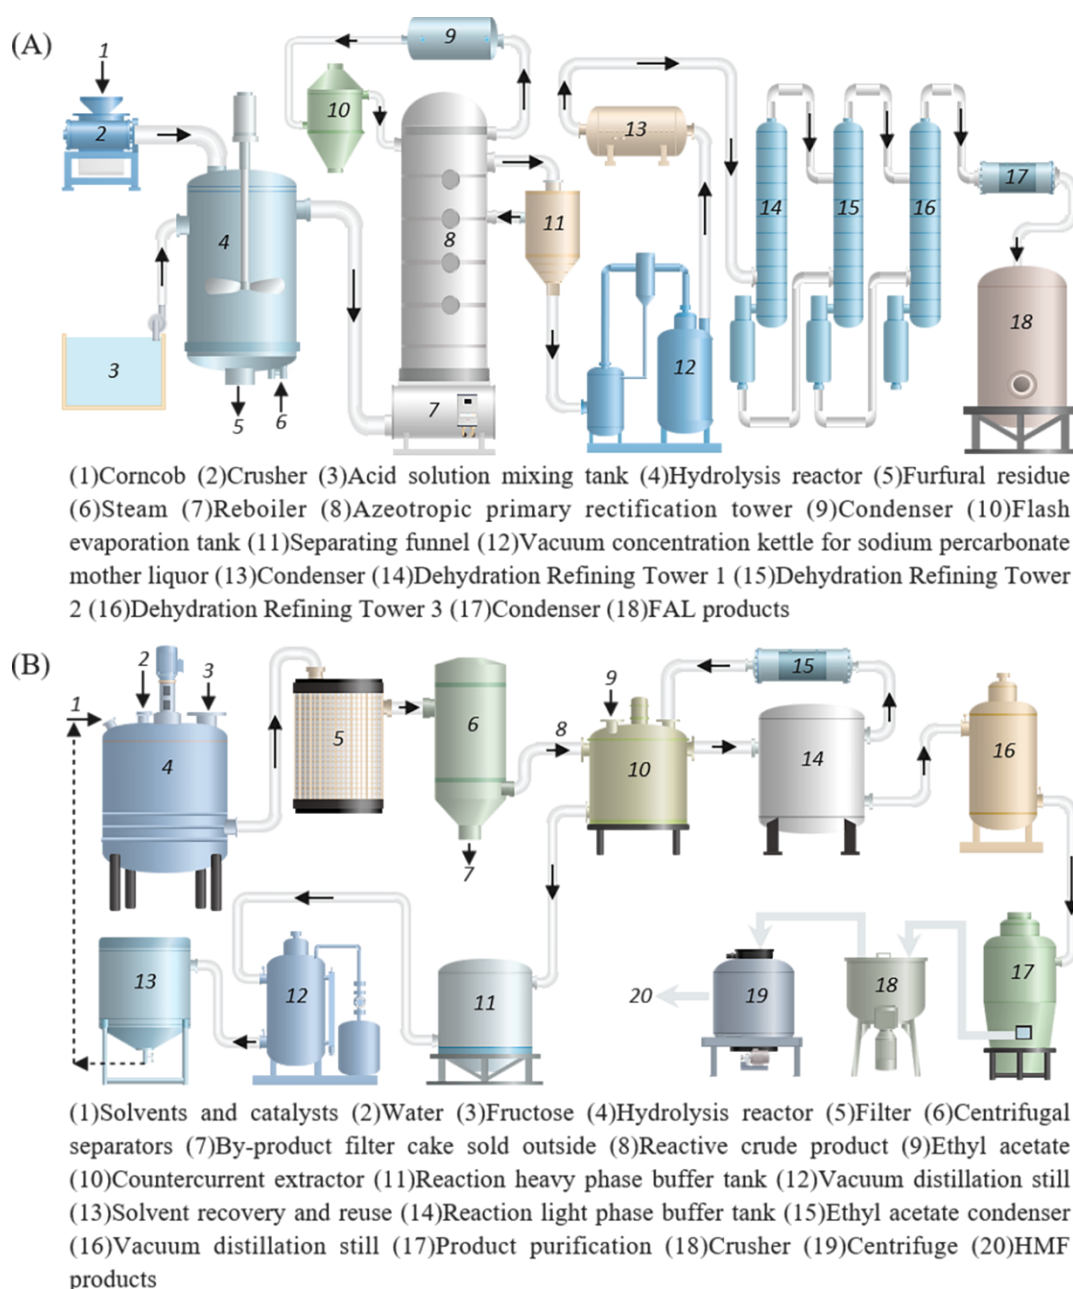 (A)
1
2
3
4
5
6
7
8
9
10
11
12
13
14
15
16
17
18
(1)Corncob (2)Crusher (3)Acid solution mixing tank (4)Hydrolysis reactor (5)Furfural residue
(6)Steam (7)Reboiler (8)Azeotropic primary rectification tower (9)Condenser (10)Flash
evaporation tank (11)Separating funnel (12)Vacuum concentration kettle for sodium percarbonate
mother liquor (13)Condenser (14)Dehydration Refining Tower 1 (15)Dehydration Refining Tower
2 (16)Dehydration Refining Tower 3 (17)Condenser (18)FAL products
(B)
1
2
3
4
5
6
7
8
9
10
11
12
13
14
15
16
17
18
19
20
(1)Solvents and catalysts (2)Water (3)Fructose (4)Hydrolysis reactor (5)Filter (6)Centrifugal
separators (7)By-product filter cake sold outside (8)Reactive crude product (9)Ethyl acetate
(10)Countercurrent extractor (11)Reaction heavy phase buffer tank (12)Vacuum distillation still
(13)Solvent recovery and reuse (14)Reaction light phase buffer tank (15)Ethyl acetate condenser
(16)Vacuum distillation still (17)Product purification (18)Crusher (19)Centrifuge (20)HMF
products